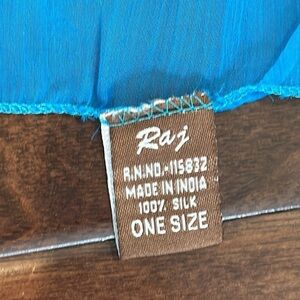 Raj
R.N.NO.-115832
MADE IN INDIA
100% SILK
ONE SIZE